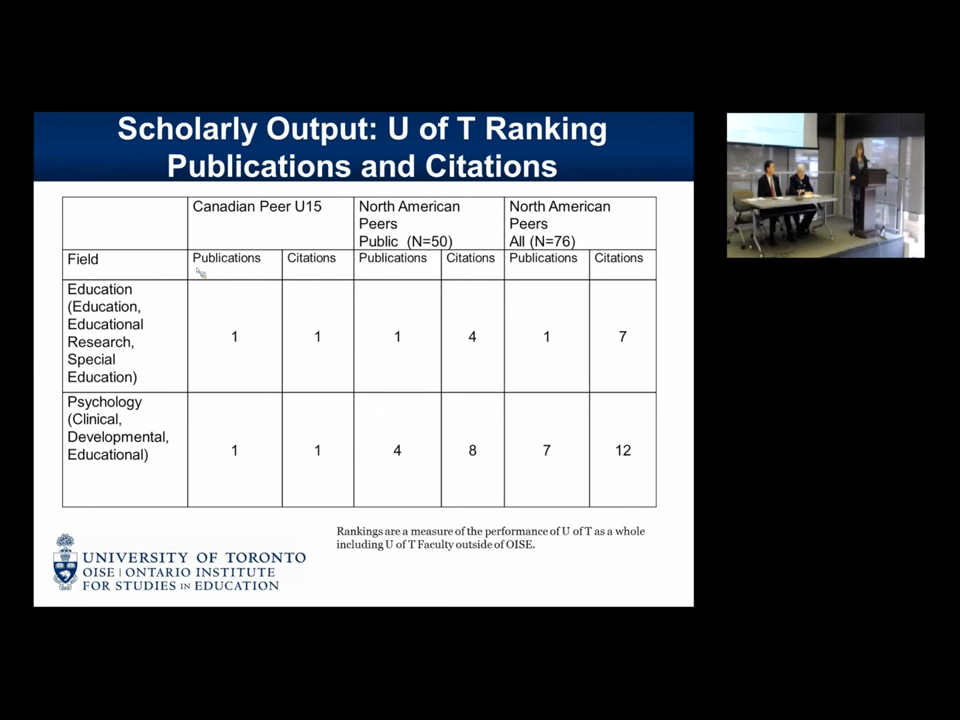 Scholarly Output: U of T Ranking
Publications and Citations
Canadian Peer U15
North American
Peers
Public (N=50)
North American
Peers
All (N=76)
Field
Publications
Citations
Publications
Citations
Publications
Citations
Education
(Education,
Educational
Research,
Special
Education)
1
1
1
4
1
7
Psychology
(Clinical,
Developmental,
Educational)
1
1
4
8
7
12
Rankings are a measure of the performance of U of T as a whole
including U of T Faculty outside of OISE.
UNIVERSITY OF TORONTO
OISE | ONTARIO INSTITUTE
FOR STUDIES IN EDUCATION